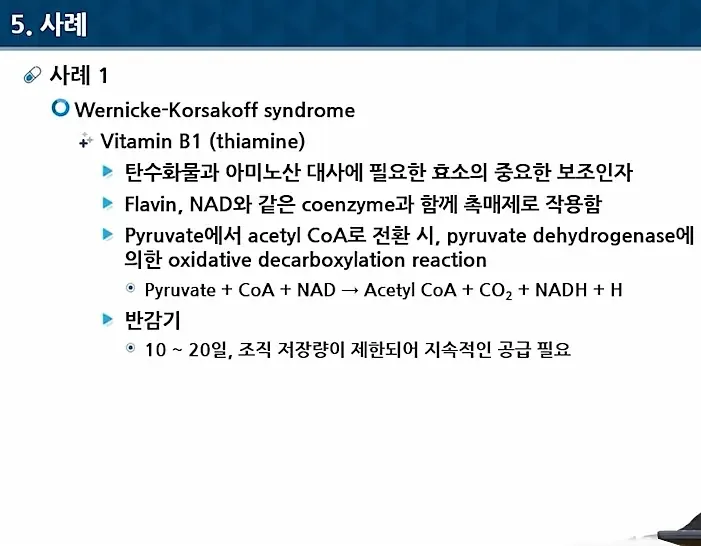 5. 사례
사례 1
Wernicke-Korsakoff syndrome
Vitamin B1 (thiamine)
탄수화물과 아미노산 대사에 필요한 효소의 중요한 보조인자
Flavin, NAD와 같은 coenzyme과 함께 촉매제로 작용함
Pyruvate에서 acetyl CoA로 전환 시, pyruvate dehydrogenase에
의한 oxidative decarboxylation reaction
Pyruvate + CoA + NAD → Acetyl CoA + CO₂ + NADH + H
반감기
10 ~ 20일, 조직 저장량이 제한되어 지속적인 공급 필요